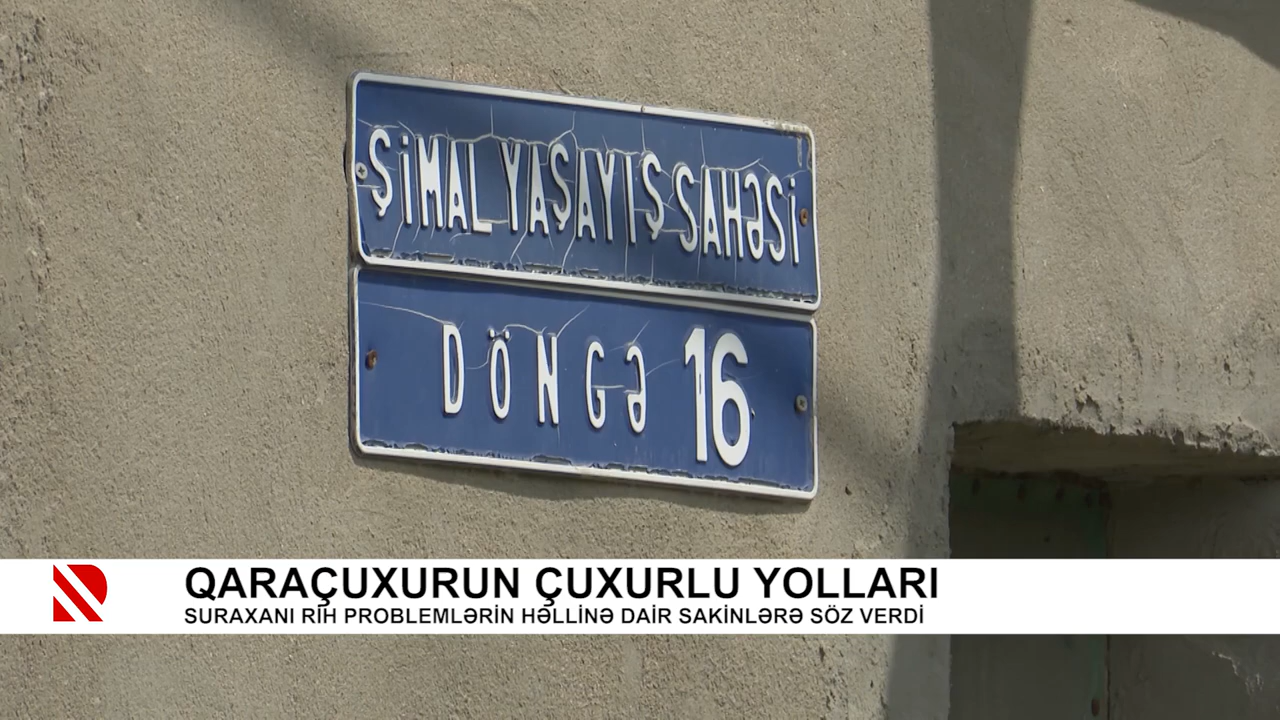 ŞİMAL YAŞAYIŞ SAHƏSİ
DÖNGƏ 16
QARAÇUXURUN ÇUXURLU YOLLARI
SURAXANI RİH PROBLEMLƏRİN HƏLLİNƏ DAİR SAKİNLƏRƏ SÖZ VERDİ